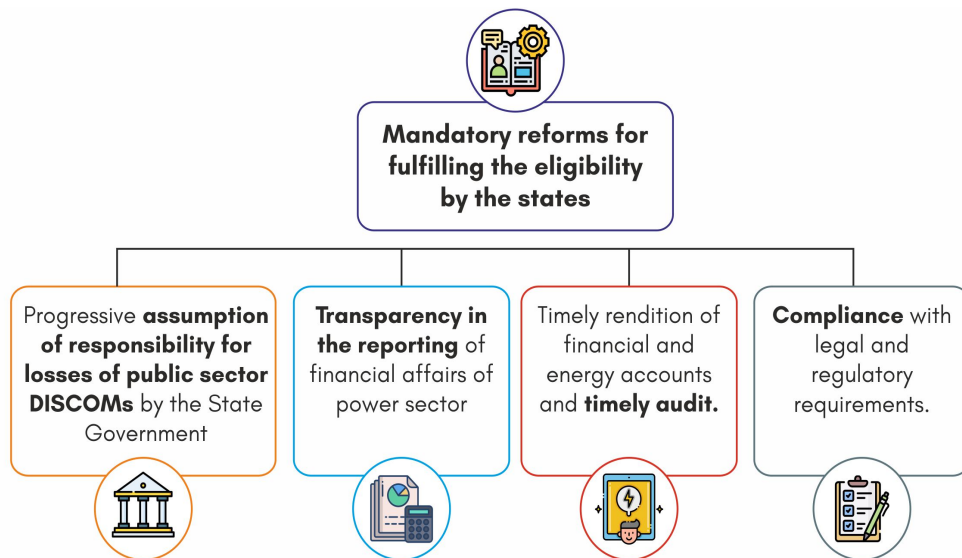 Mandatory reforms for
fulfilling the eligibility
by the states
Progressive assumption
of responsibility for
losses of public sector
DISCOMs by the State
Government
Transparency in
the reporting of
financial affairs of
power sector
Timely rendition of
financial and
energy accounts
and timely audit.
Compliance with
legal and
regulatory
requirements.